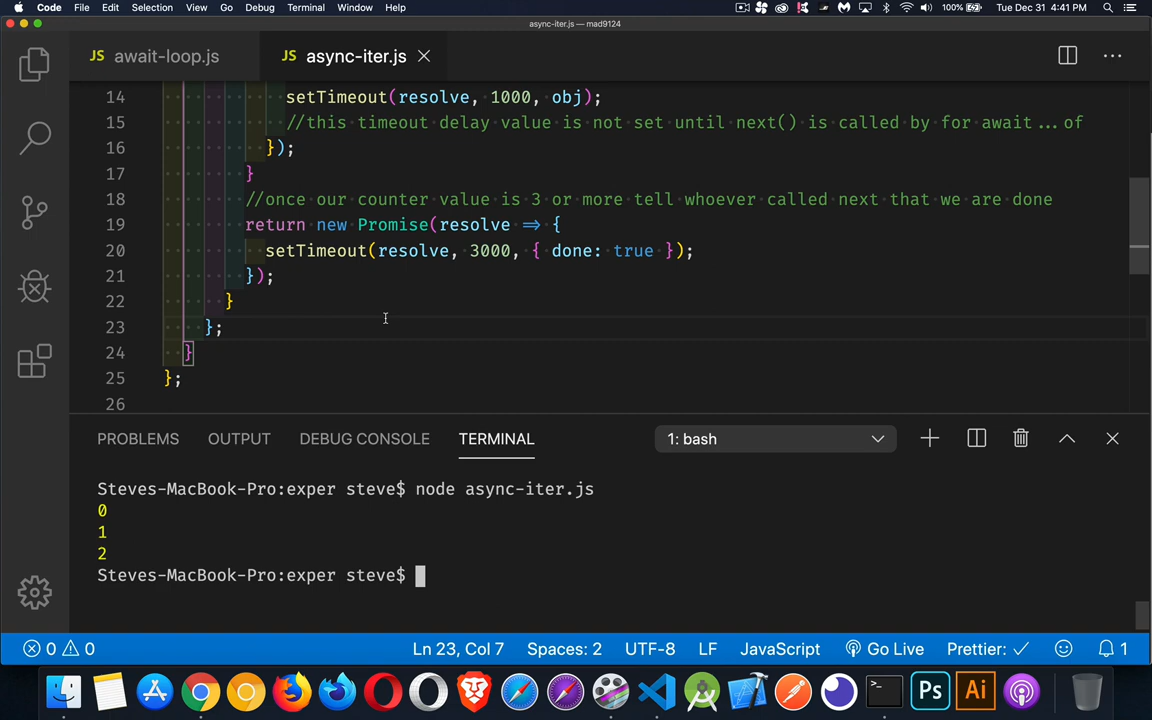 Code File Edit Selection View Go Debug Terminal Window Help 100% Tue Dec 31 4:41 PM
async-iter.js — mad9124
JS await-loop.js JS async-iter.js
14 setTimeout(resolve, 1000, obj);
15 //this timeout delay value is not set until next() is called by for await...of
16 });
17 }
18 //once our counter value is 3 or more tell whoever called next that we are done
19 return new Promise(resolve => {
20 setTimeout(resolve, 3000, { done: true });
21 });
22 }
23 };
24 }
25 };
26
PROBLEMS OUTPUT DEBUG CONSOLE TERMINAL 1: bash
Steves-MacBook-Pro:exper steve$ node async-iter.js
0
1
2
Steves-MacBook-Pro:exper steve$
0 0 Ln 23, Col 7 Spaces: 2 UTF-8 LF JavaScript Go Live Prettier: ✓ 1
>_ Ps Ai